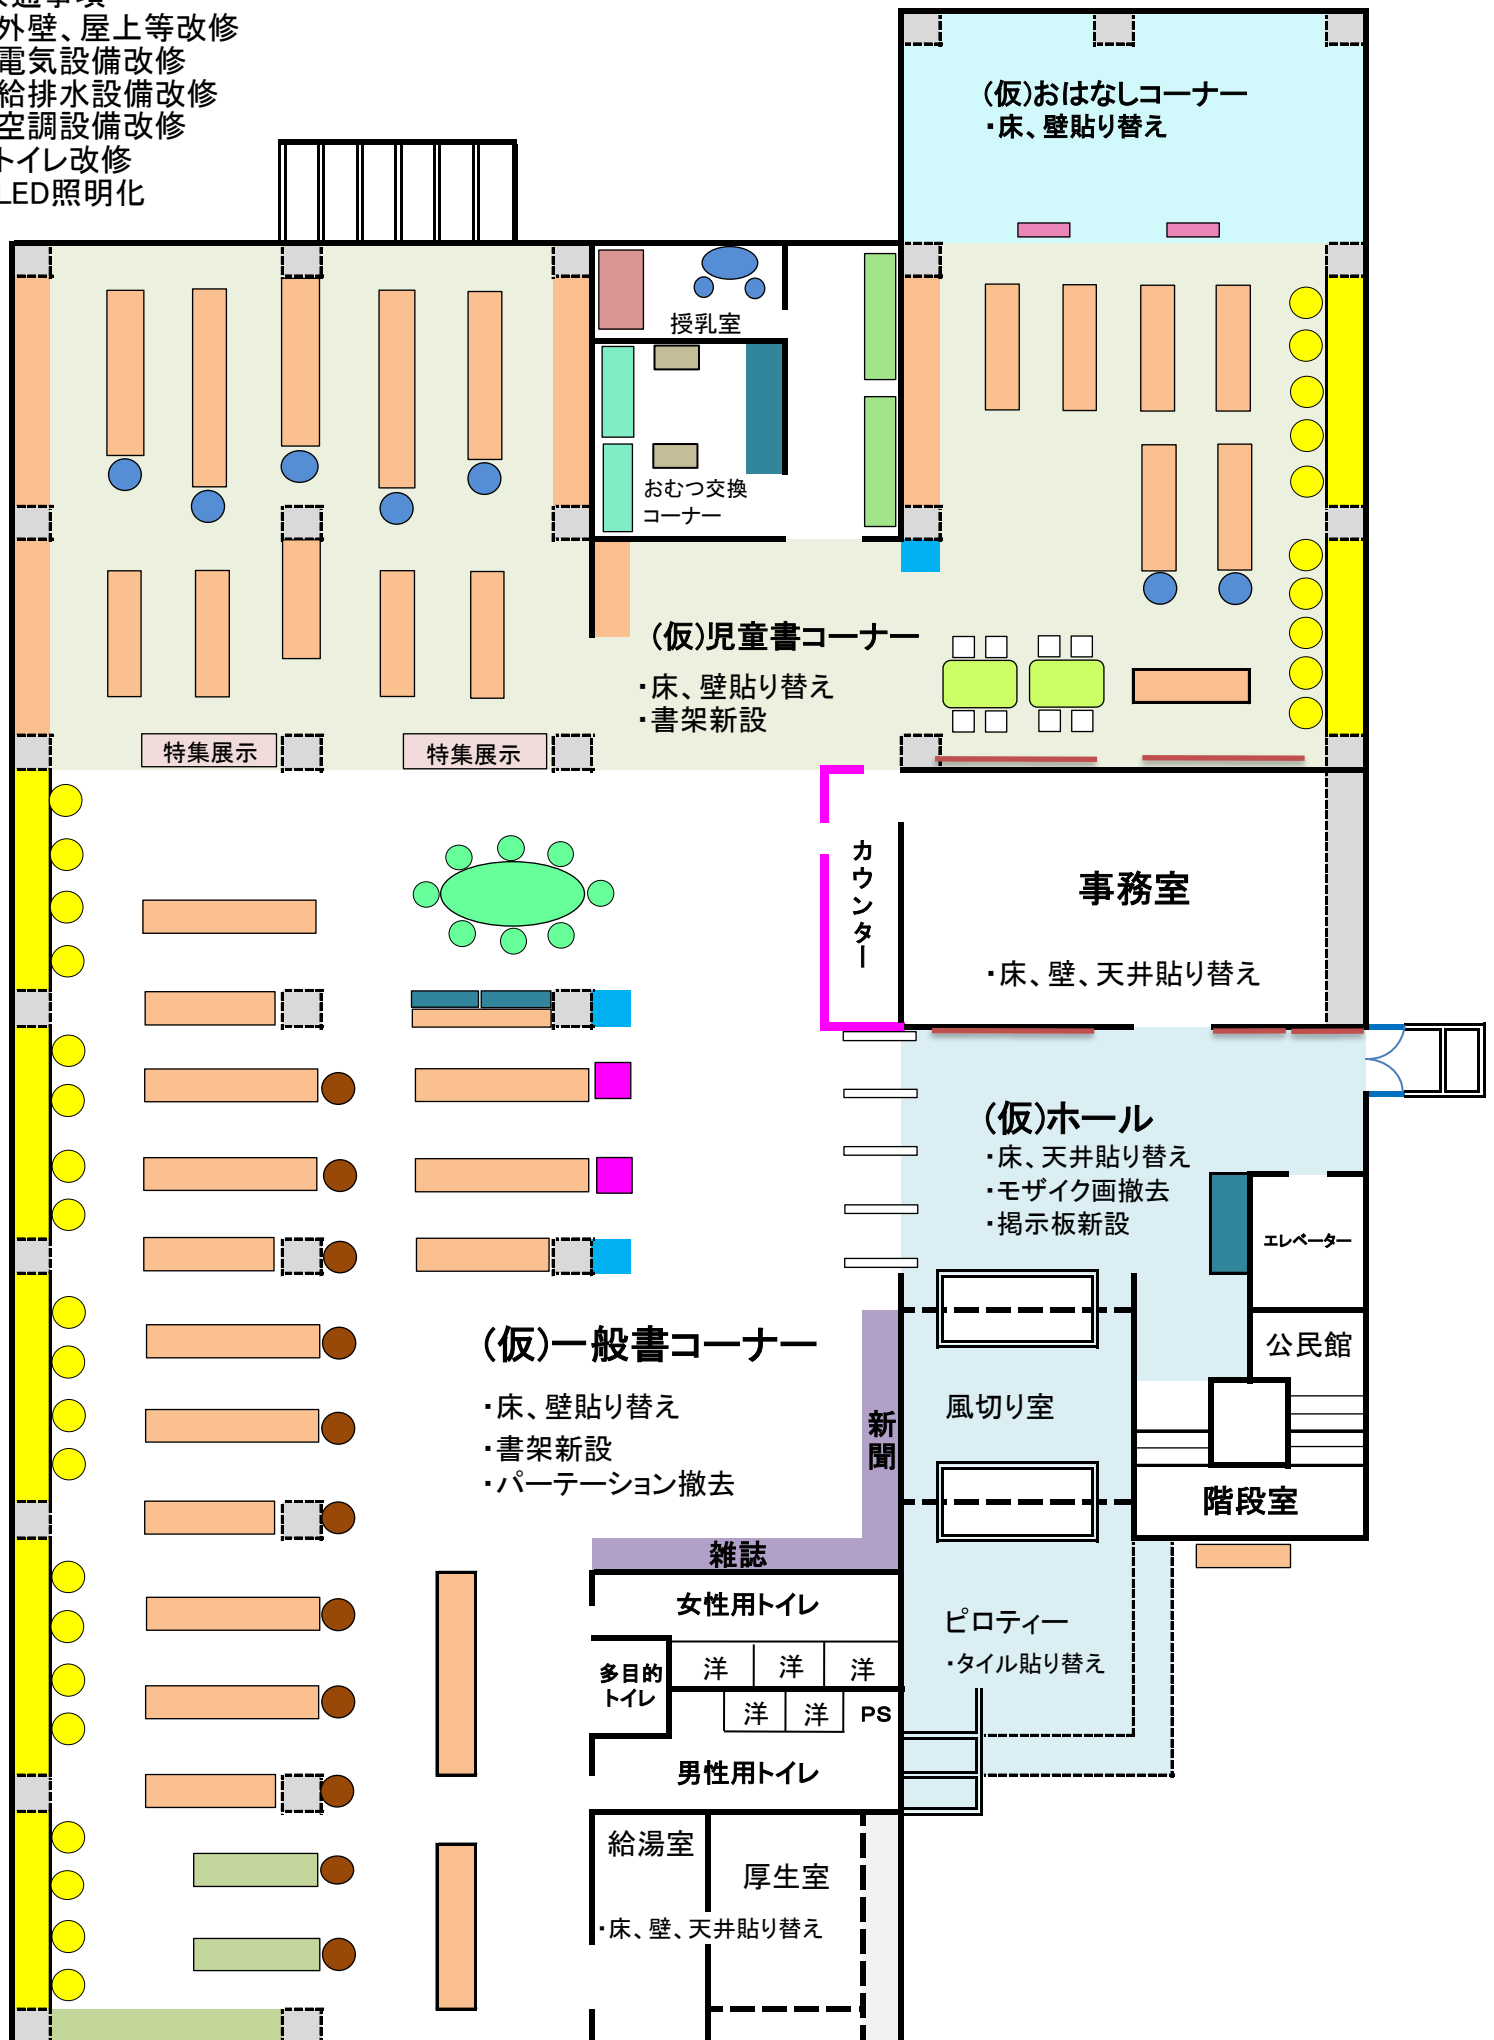 外壁、屋上等改修
電気設備改修
給排水設備改修
空調設備改修
トイレ改修
LED照明化
(仮)おはなしコーナー
・床、壁貼り替え
授乳室
おむつ交換
コーナー
(仮)児童書コーナー
・床、壁貼り替え
・書架新設
特集展示
特集展示
カウンター
事務室
・床、壁、天井貼り替え
(仮)ホール
・床、天井貼り替え
・モザイク画撤去
・掲示板新設
エレベーター
公民館
(仮)一般書コーナー
・床、壁貼り替え
・書架新設
・パーテーション撤去
新聞
風切り室
階段室
雑誌
女性用トイレ
洋
洋
洋
多目的
トイレ
洋
洋
PS
男性用トイレ
ピロティー
・タイル貼り替え
給湯室
厚生室
・床、壁、天井貼り替え